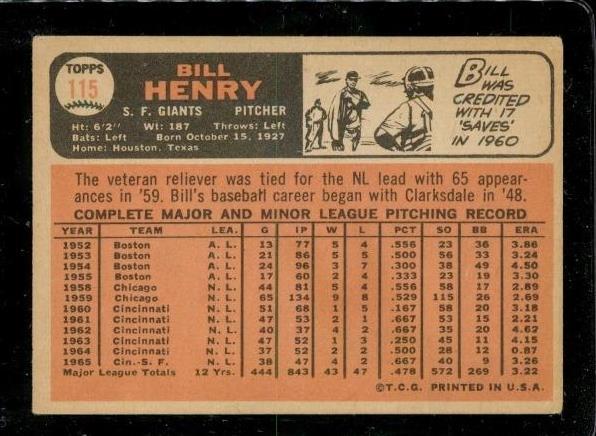 TOPPS
115
BILL
HENRY
S. F. GIANTS PITCHER
Ht: 6'2" Wt: 187 Throws: Left
Bats: Left Born October 15, 1927
Home: Houston, Texas
BILL
WAS
CREDITED
WITH 17
'SAVES'
IN 1960
The veteran reliever was tied for the NL lead with 65 appear-
ances in '59. Bill's baseball career began with Clarksdale in '48.
COMPLETE MAJOR AND MINOR LEAGUE PITCHING RECORD
YEAR TEAM LEA. G IP W L PCT SO BB ERA
1952 Boston A. L. 13 77 5 4 .556 23 36 3.86
1953 Boston A. L. 21 86 5 5 .500 56 33 3.24
1954 Boston A. L. 24 96 3 7 .300 38 49 4.50
1955 Boston A. L. 17 60 2 4 .333 23 19 3.30
1958 Chicago N. L. 44 81 5 4 .556 58 17 2.89
1959 Chicago N. L. 65 134 9 8 .529 115 26 2.69
1960 Cincinnati N. L. 51 68 1 5 .167 58 20 3.18
1961 Cincinnati N. L. 47 53 2 1 .667 53 15 2.21
1962 Cincinnati N. L. 40 37 4 2 .667 35 20 4.62
1963 Cincinnati N. L. 47 52 1 3 .250 45 11 4.15
1964 Cincinnati N. L. 37 52 2 2 .500 28 12 0.87
1965 Cin.-S. F. N. L. 38 47 4 2 .667 40 9 3.26
Major League Totals 12 Yrs. 444 843 43 47 .478 572 269 3.22
©T.C.G. PRINTED IN U.S.A.